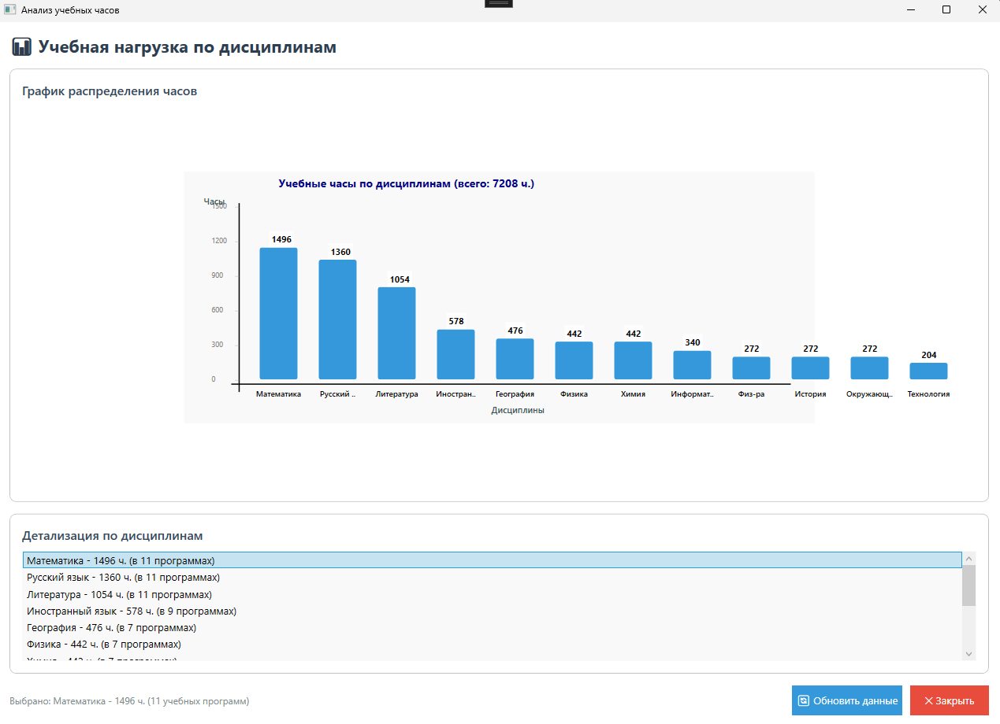 Анализ учебных часов
Учебная нагрузка по дисциплинам
График распределения часов
Учебные часы по дисциплинам (всего: 7208 ч.)
Часы
1500
1200
900
600
300
0
1496
1360
1054
578
476
442
442
340
272
272
272
204
Математика
Русский ..
Литература
Иностран..
География
Физика
Химия
Информат..
Физ-ра
История
Окружающ..
Технология
Дисциплины
Детализация по дисциплинам
Математика - 1496 ч. (в 11 программах)
Русский язык - 1360 ч. (в 11 программах)
Литература - 1054 ч. (в 11 программах)
Иностранный язык - 578 ч. (в 9 программах)
География - 476 ч. (в 7 программах)
Физика - 442 ч. (в 7 программах)
Химия - 442 ч. (в 7 программах)
Выбрано: Математика - 1496 ч. (11 учебных программ)
Обновить данные
Закрыть